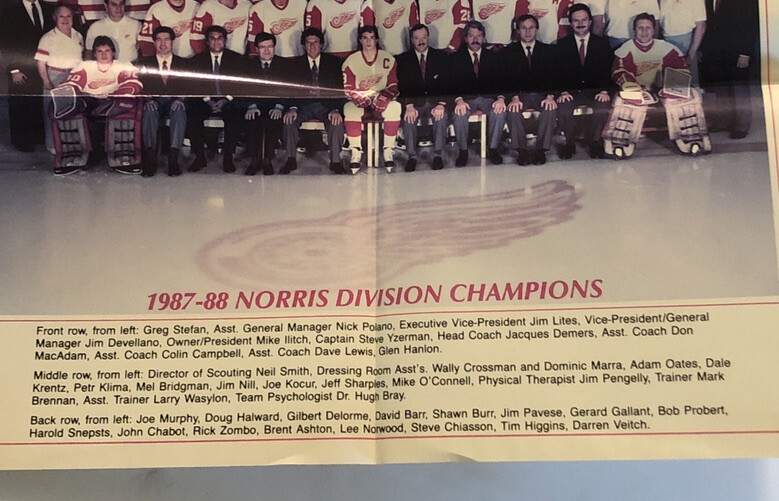 1987-88 NORRIS DIVISION CHAMPIONS
Front row, from left: Greg Stefan, Asst. General Manager Nick Polano, Executive Vice-President Jim Lites, Vice-President/General
Manager Jim Devellano, Owner/President Mike Ilitch, Captain Steve Yzerman, Head Coach Jacques Demers, Asst. Coach Don
MacAdam, Asst. Coach Colin Campbell, Asst. Coach Dave Lewis, Glen Hanlon.
Middle row, from left: Director of Scouting Neil Smith, Dressing Room Asst's. Wally Crossman and Dominic Marra, Adam Oates, Dale
Krentz, Petr Klima, Mel Bridgman, Jim Nill, Joe Kocur, Jeff Sharples, Mike O'Connell, Physical Therapist Jim Pengelly, Trainer Mark
Brennan, Asst. Trainer Larry Wasylon, Team Psychologist Dr. Hugh Bray.
Back row, from left: Joe Murphy, Doug Halward, Gilbert Delorme, David Barr, Shawn Burr, Jim Pavese, Gerard Gallant, Bob Probert,
Harold Snepsts, John Chabot, Rick Zombo, Brent Ashton, Lee Norwood, Steve Chiasson, Tim Higgins, Darren Veitch.